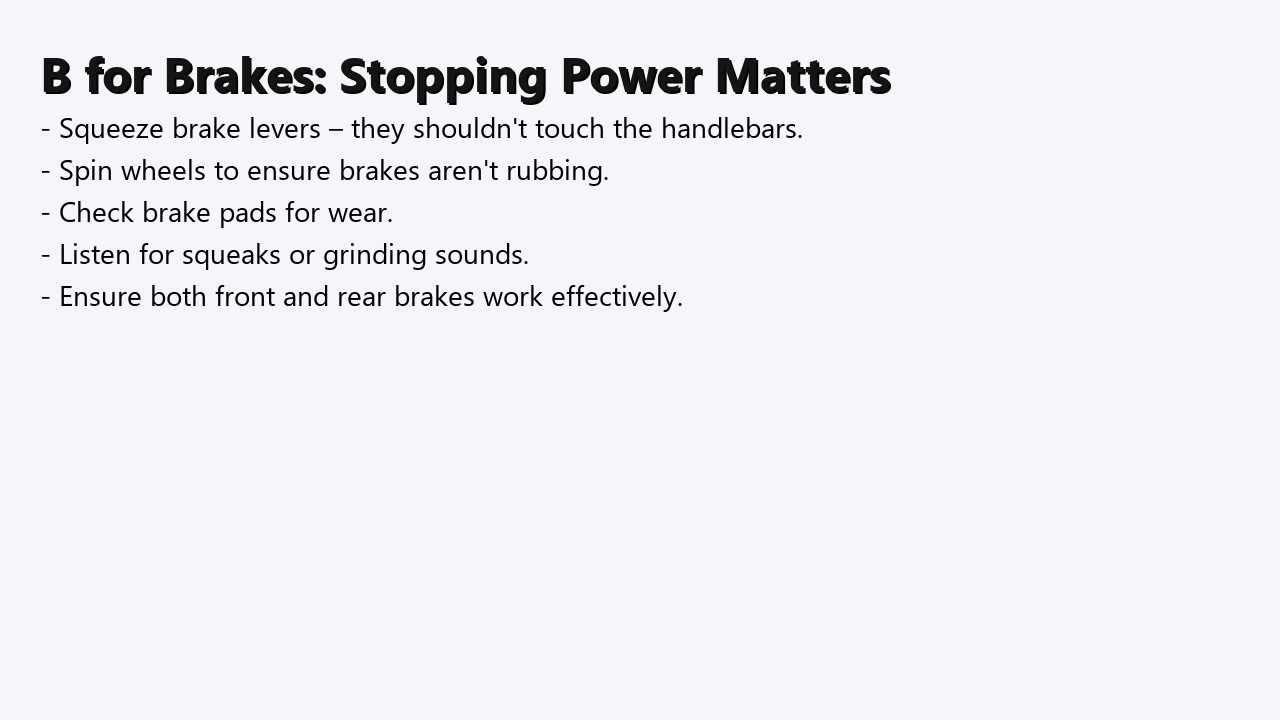 B for Brakes: Stopping Power Matters
- Squeeze brake levers – they shouldn't touch the handlebars.
- Spin wheels to ensure brakes aren't rubbing.
- Check brake pads for wear.
- Listen for squeaks or grinding sounds.
- Ensure both front and rear brakes work effectively.